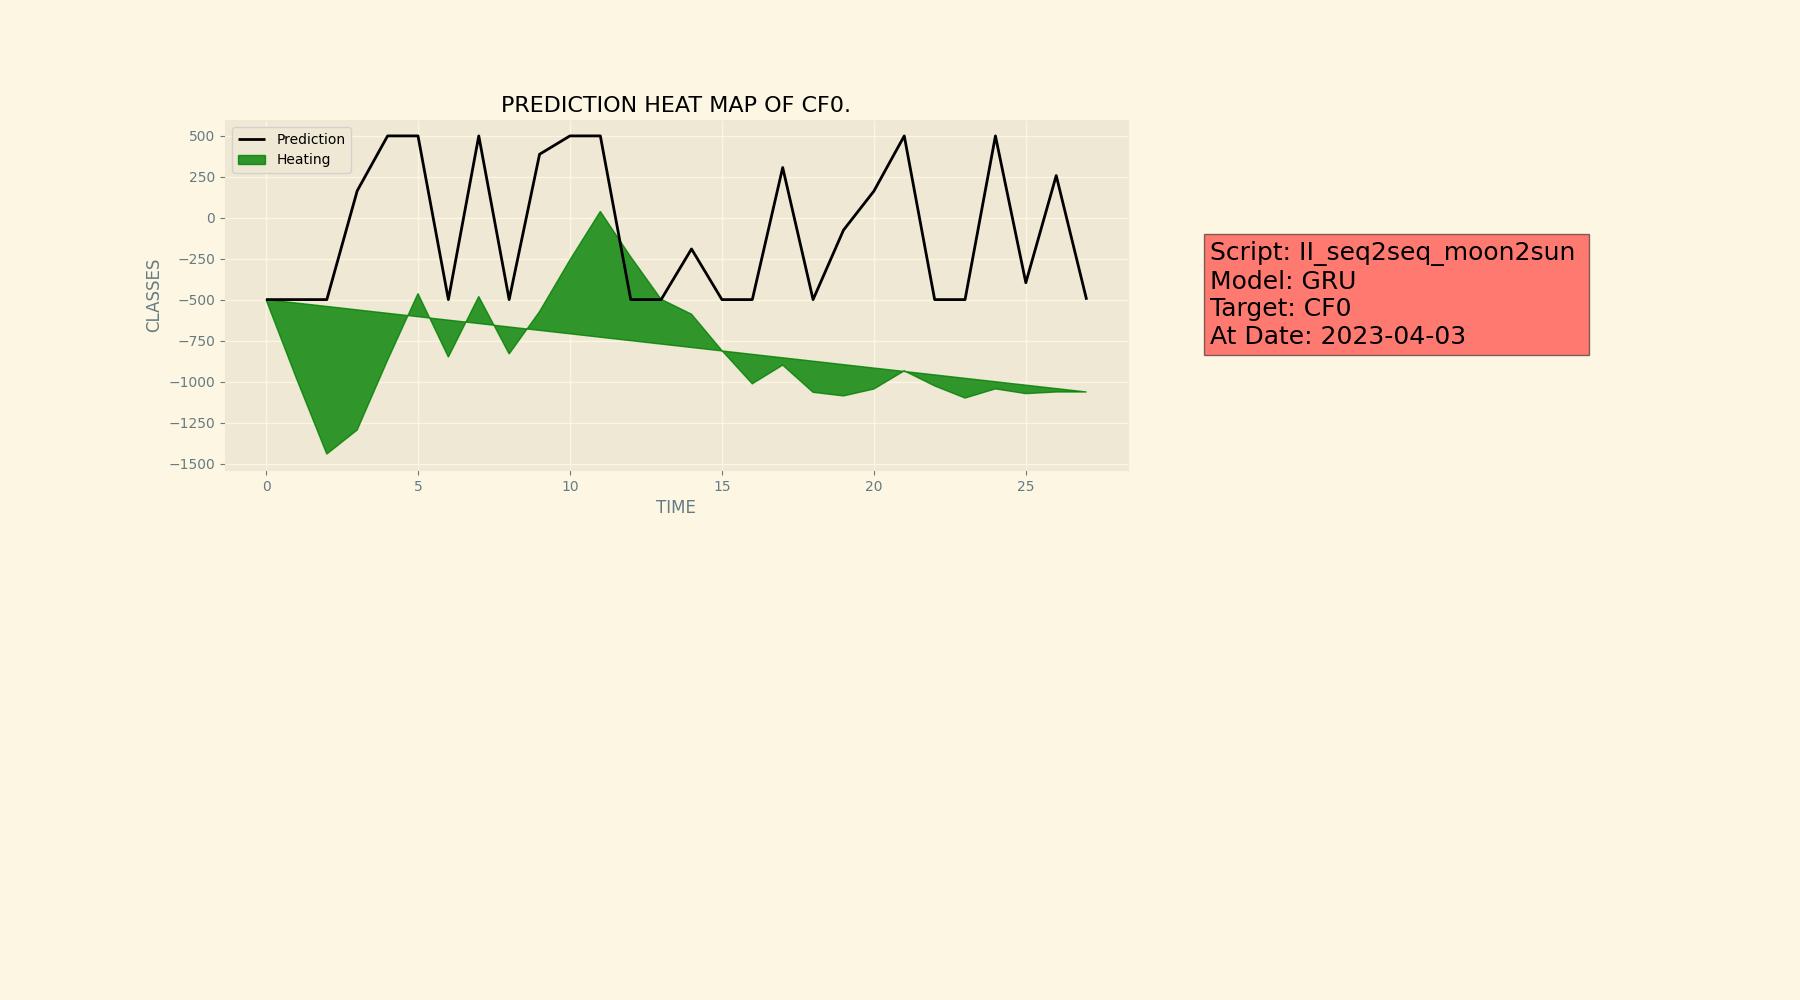 PREDICTION HEAT MAP OF CF0.
Prediction
Heating
500
250
0
−250
−500
−750
−1000
−1250
−1500
CLASSES
0 5 10 15 20 25
TIME
Script: II_seq2seq_moon2sun
Model: GRU
Target: CF0
At Date: 2023-04-03